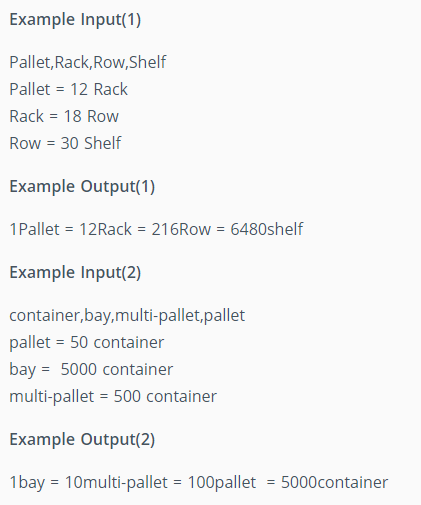 Example Input(1)
Pallet,Rack,Row,Shelf
Pallet = 12 Rack
Rack = 18 Row
Row = 30 Shelf
Example Output(1)
1Pallet = 12Rack = 216Row = 6480shelf
Example Input(2)
container,bay,multi-pallet,pallet
pallet = 50 container
bay =  5000 container
multi-pallet = 500 container
Example Output(2)
1bay = 10multi-pallet = 100pallet  = 5000container